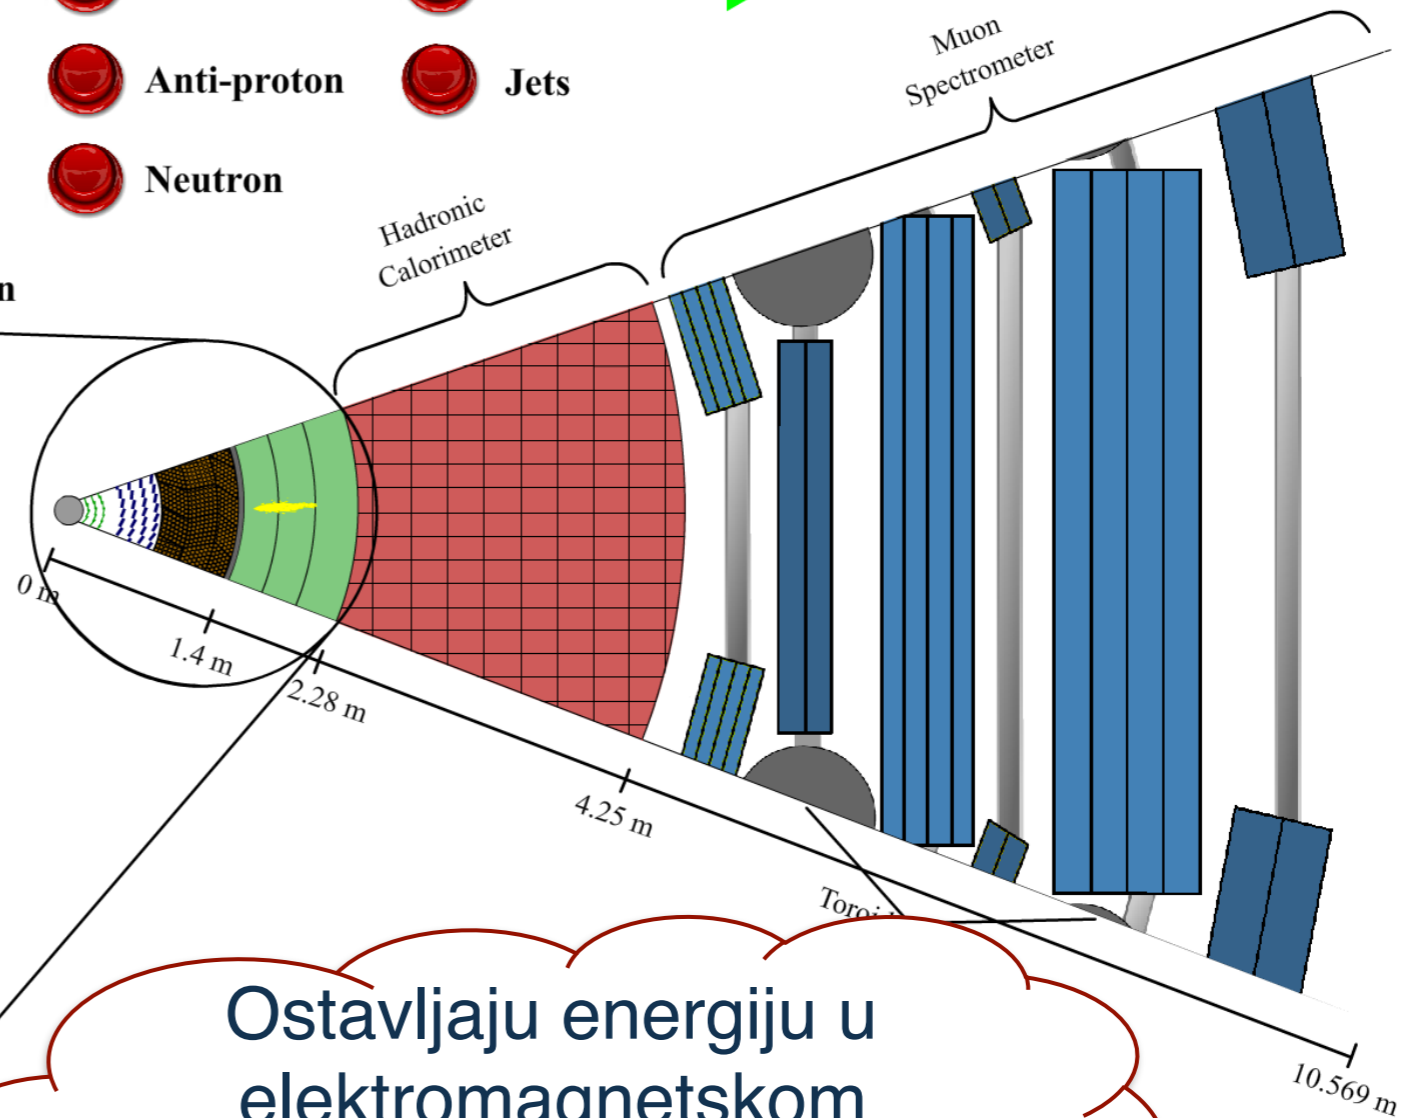 Anti-proton
Jets
Neutron
Muon
Spectrometer
Hadronic
Calorimeter
0 m
1.4 m
2.28 m
4.25 m
10.569 m
Ostavljaju energiju u
elektromagnetskom